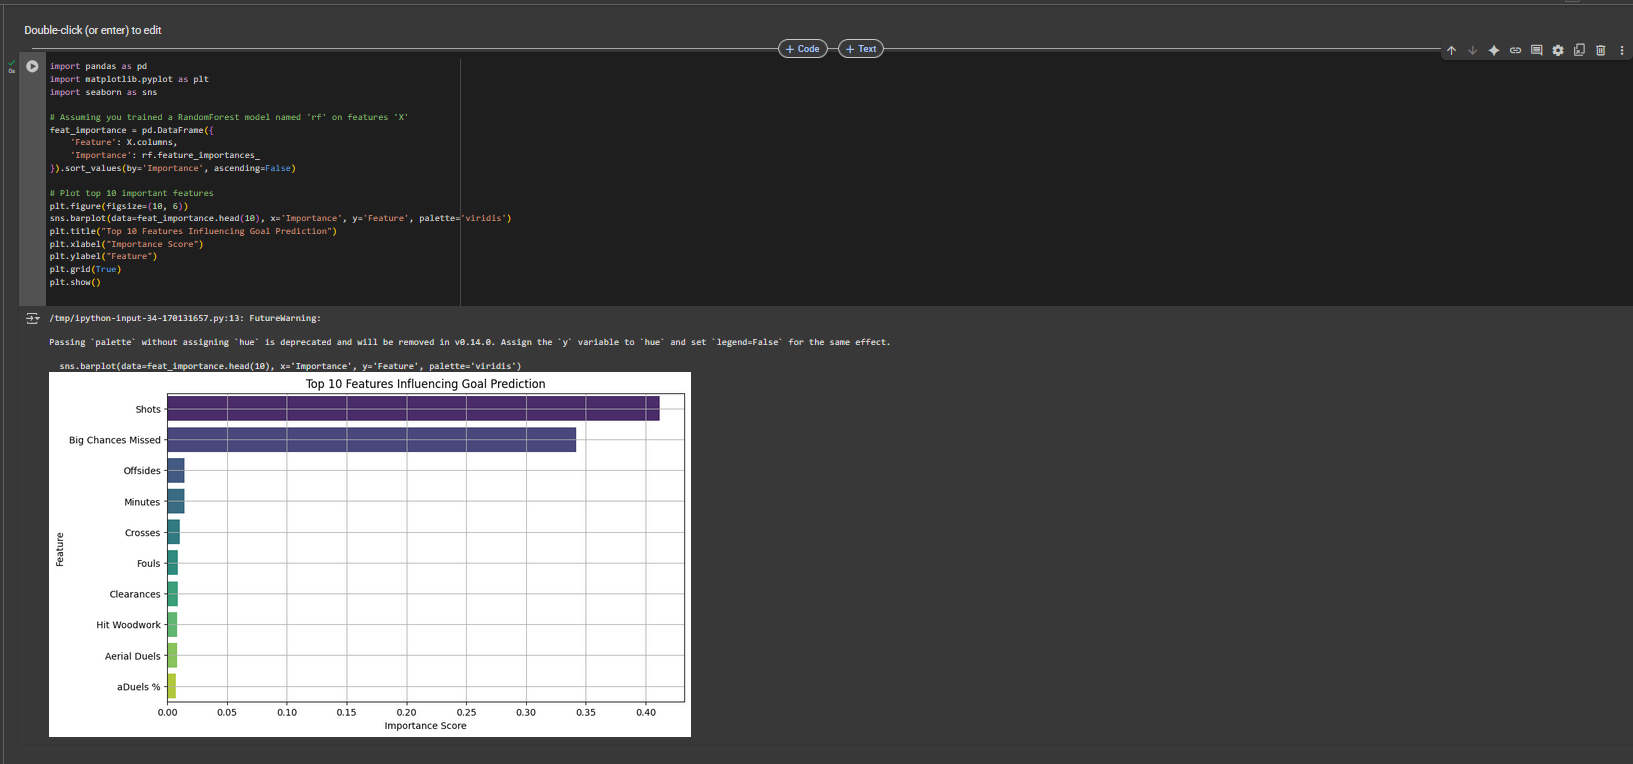 Double-click (or enter) to edit
+ Code
+ Text
0s
import pandas as pd
import matplotlib.pyplot as plt
import seaborn as sns
# Assuming you trained a RandomForest model named 'rf' on features 'X'
feat_importance = pd.DataFrame({
    'Feature': X.columns,
    'Importance': rf.feature_importances_
}).sort_values(by='Importance', ascending=False)
# Plot top 10 important features
plt.figure(figsize=(10, 6))
sns.barplot(data=feat_importance.head(10), x='Importance', y='Feature', palette='viridis')
plt.title("Top 10 Features Influencing Goal Prediction")
plt.xlabel("Importance Score")
plt.ylabel("Feature")
plt.grid(True)
plt.show()
/tmp/ipython-input-34-170131657.py:13: FutureWarning:
Passing `palette` without assigning `hue` is deprecated and will be removed in v0.14.0. Assign the `y` variable to `hue` and set `legend=False` for the same effect.
  sns.barplot(data=feat_importance.head(10), x='Importance', y='Feature', palette='viridis')
Top 10 Features Influencing Goal Prediction
Feature
Shots
Big Chances Missed
Offsides
Minutes
Crosses
Fouls
Clearances
Hit Woodwork
Aerial Duels
aDuels %
0.00 0.05 0.10 0.15 0.20 0.25 0.30 0.35 0.40
Importance Score